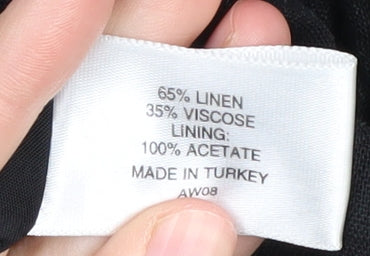 65% LINEN
35% VISCOSE
LINING:
100% ACETATE
MADE IN TURKEY
AW08